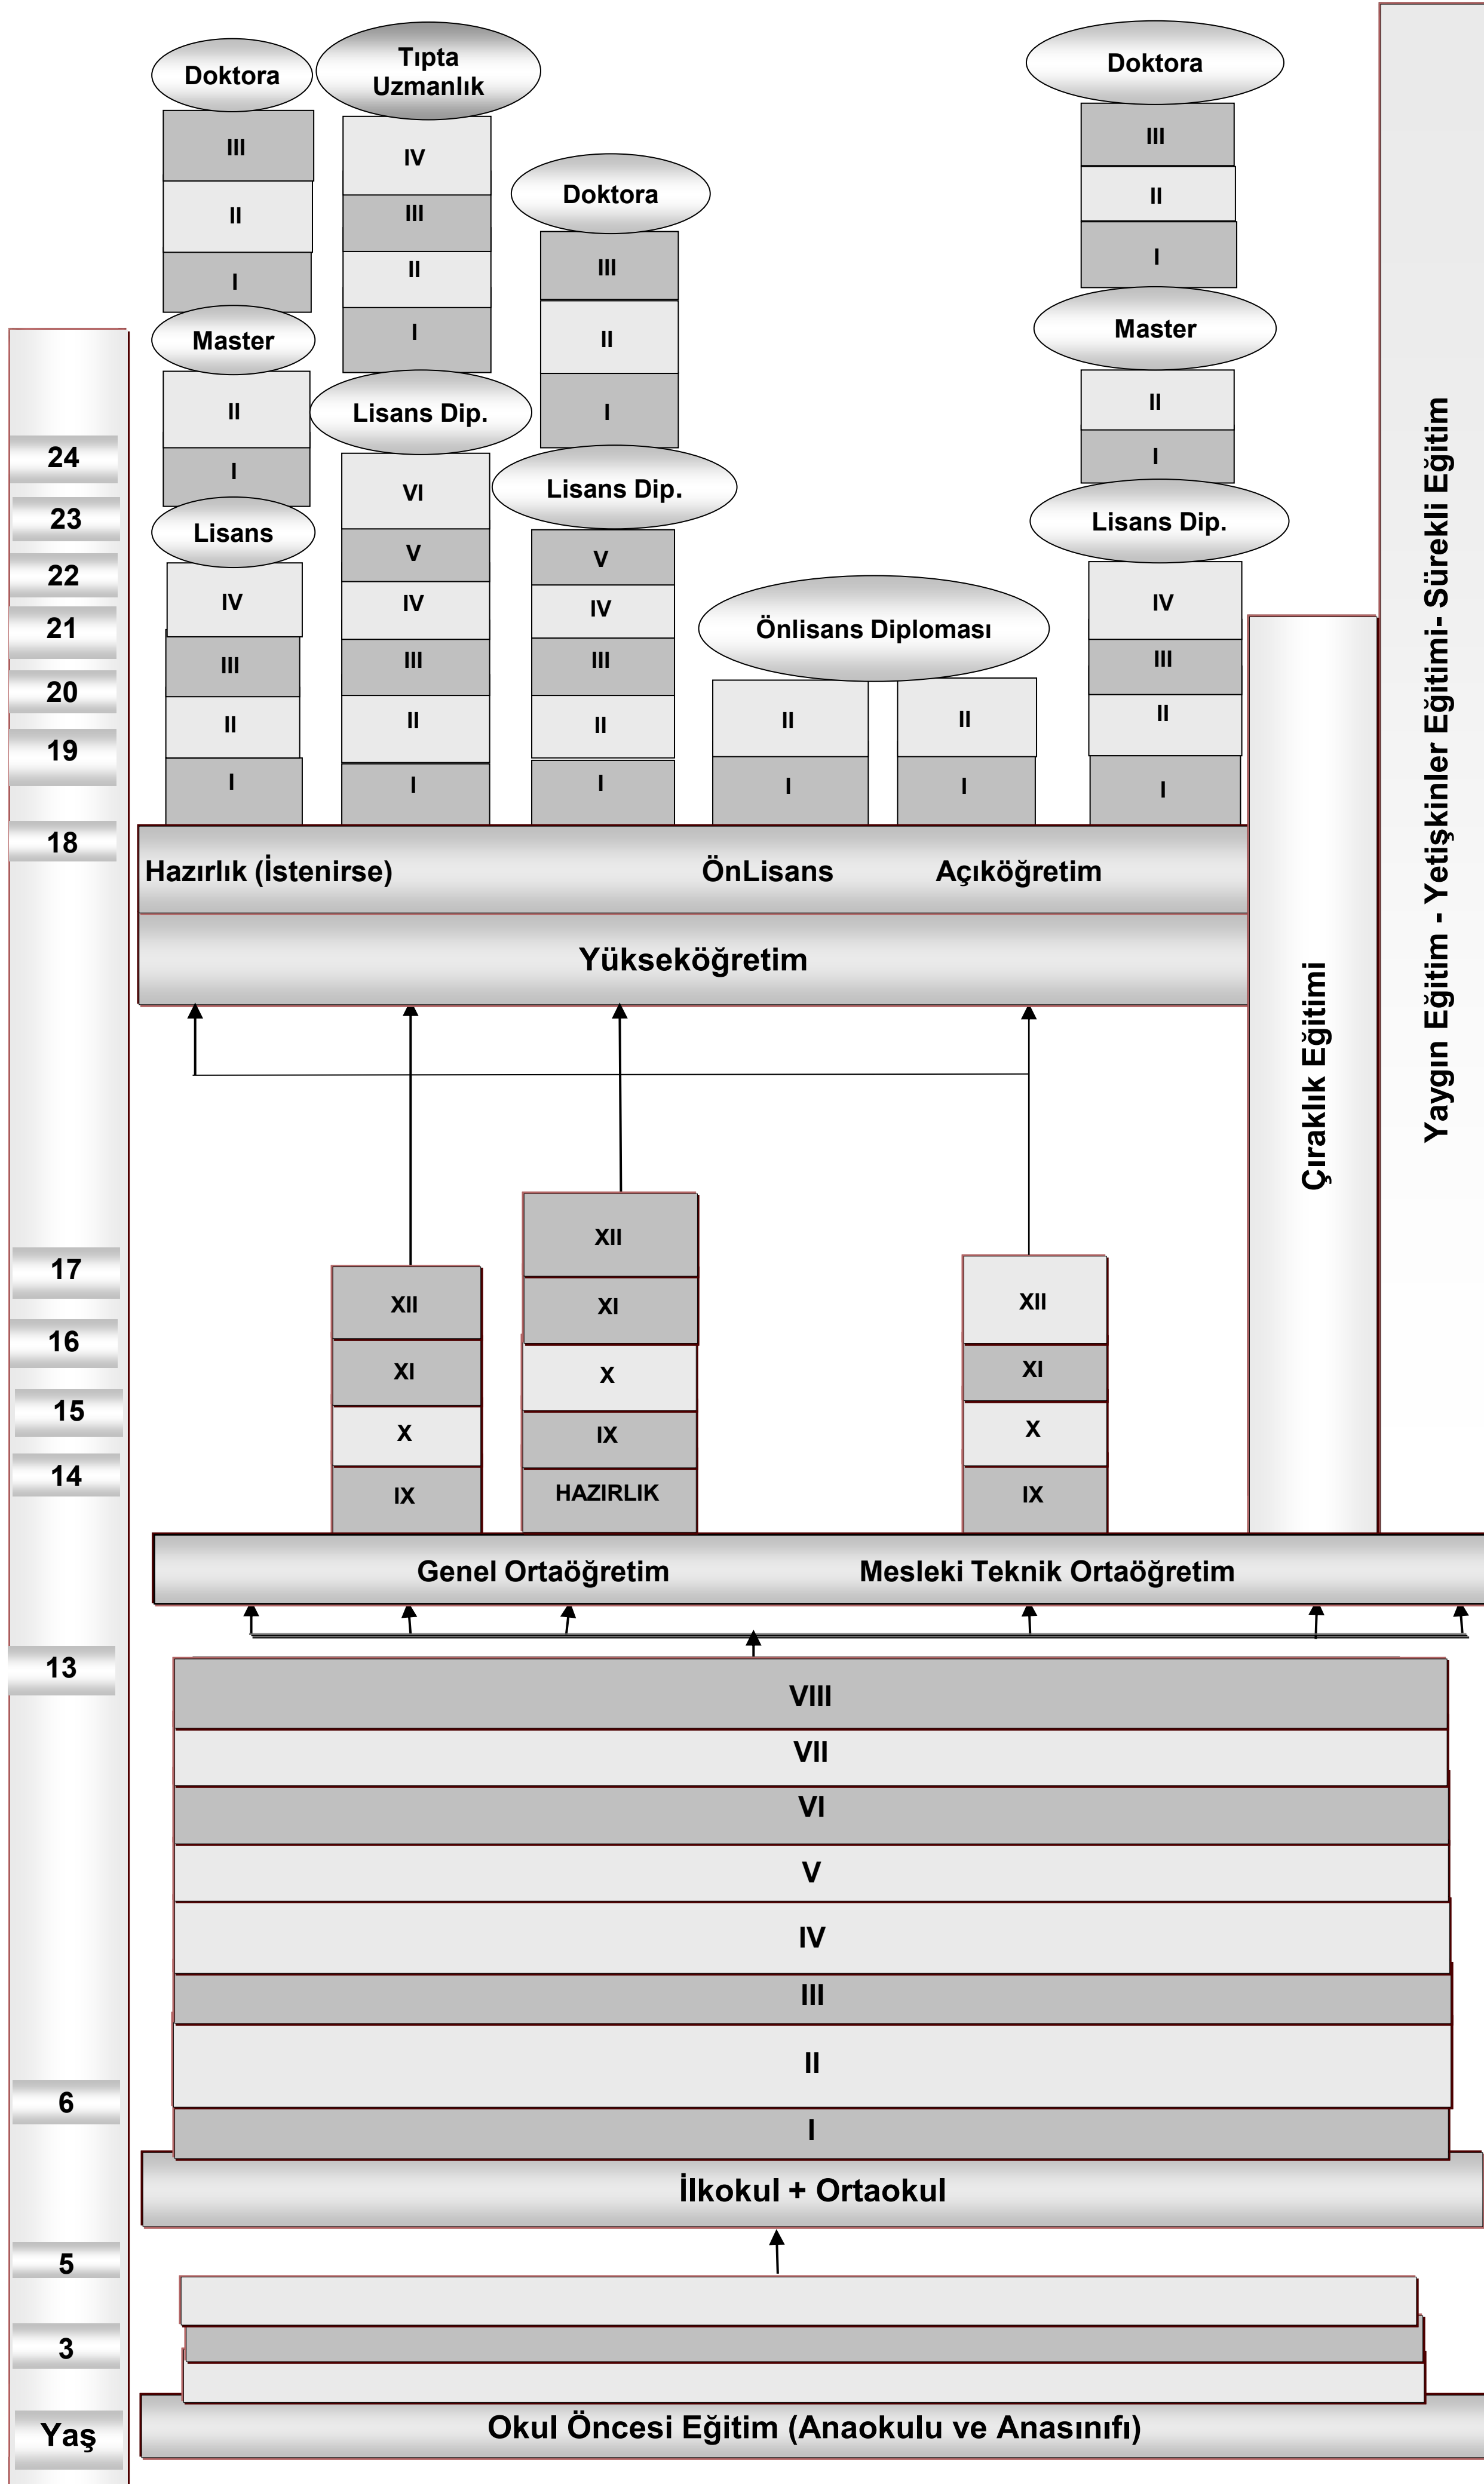 Doktora
Tıpta
Uzmanlık
Doktora
III
IV
III
II
III
Doktora
II
I
II
III
I
Master
I
II
Master
II
Lisans Dip.
I
II
I
VI
Lisans Dip.
I
Lisans
V
V
Lisans Dip.
IV
IV
IV
Önlisans Diploması
IV
III
III
III
III
II
II
II
II
II
II
I
I
I
I
I
I
24
23
22
21
20
19
18
Hazırlık (İstenirse)
ÖnLisans
Açıköğretim
Yükseköğretim
Çıraklık Eğitimi
Yaygın Eğitim - Yetişkinler Eğitimi- Sürekli Eğitim
17
16
15
14
XII
XI
X
IX
XII
XI
X
IX
HAZIRLIK
XII
XI
X
IX
Genel Ortaöğretim
Mesleki Teknik Ortaöğretim
13
VIII
VII
VI
V
IV
III
II
6
I
İlkokul + Ortaokul
5
3
Yaş
Okul Öncesi Eğitim (Anaokulu ve Anasınıfı)